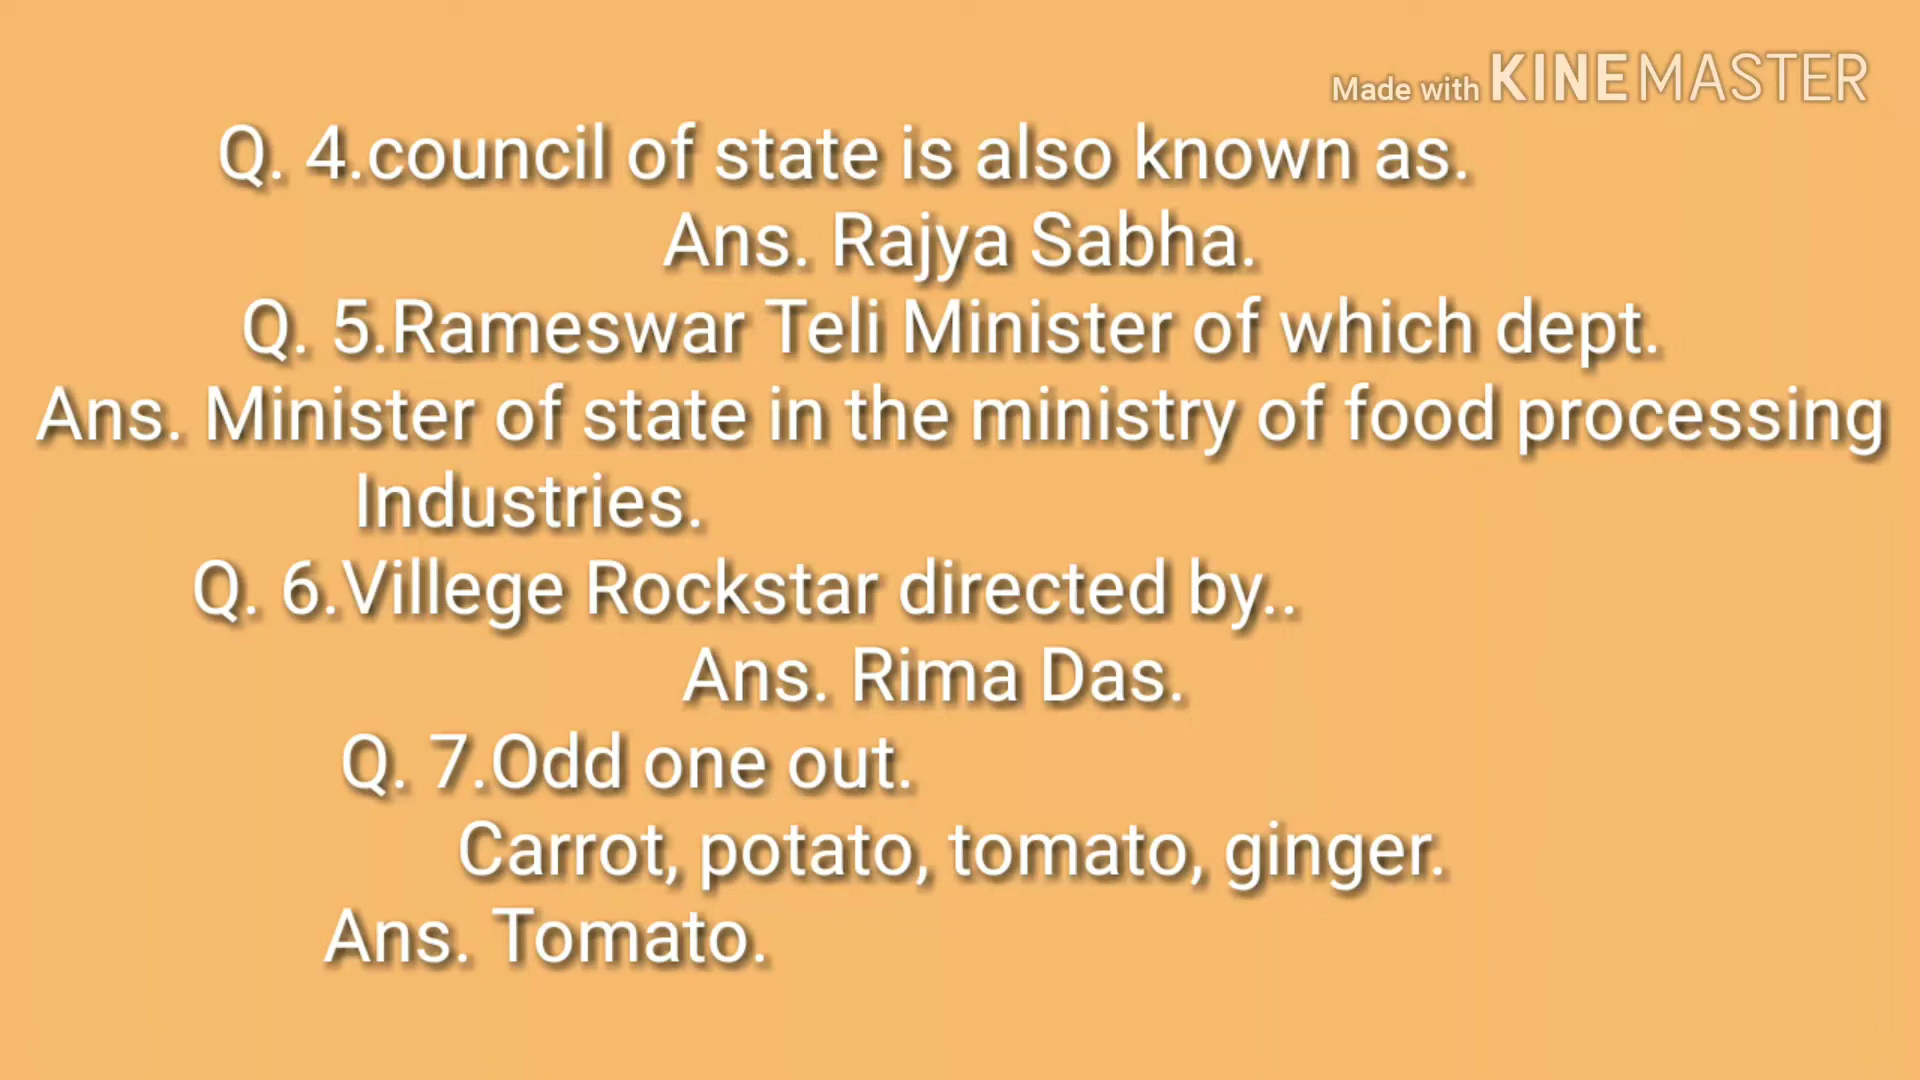 Made with KINEMASTER
Q. 4.council of state is also known as.
Ans. Rajya Sabha.
Q. 5.Rameswar Teli Minister of which dept.
Ans. Minister of state in the ministry of food processing
Industries.
Q. 6.Villege Rockstar directed by..
Ans. Rima Das.
Q. 7.Odd one out.
Carrot, potato, tomato, ginger.
Ans. Tomato.